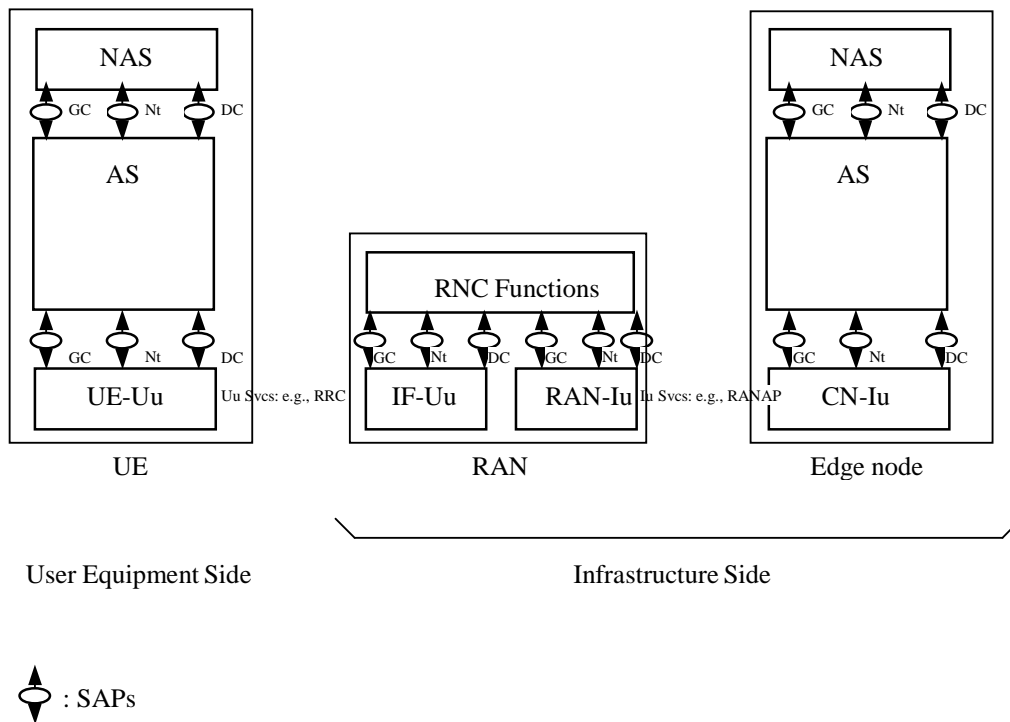 NAS
NAS
GC Nt DC
GC Nt DC
AS
AS
RNC Functions
GC Nt DC
GC Nt DC GC Nt DC
GC Nt DC
UE-Uu
Uu Svcs: e.g., RRC
IF-Uu
RAN-Iu
Iu Svcs: e.g., RANAP
CN-Iu
UE
RAN
Edge node
User Equipment Side
Infrastructure Side
: SAPs